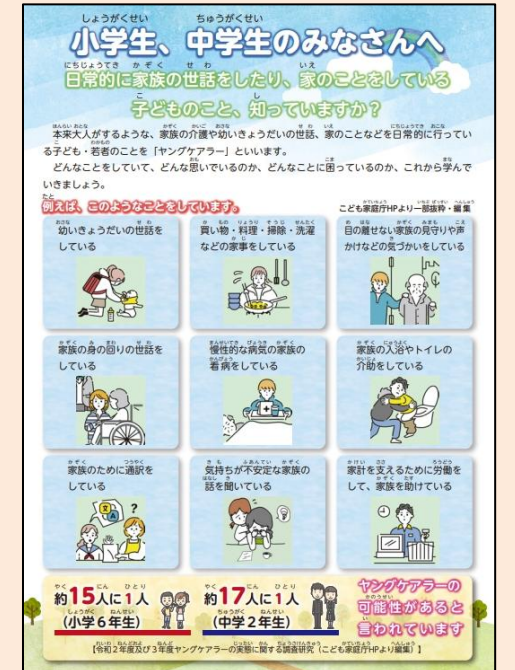 小学生、中学生のみなさんへ
日常的に家族の世話をしたり、家のことをしている
子どものこと、知っていますか?
本来大人がするような、家族の介護や幼いきょうだいの世話、家のことなどを日常的に行ってい
る子ども・若者のことを「ヤングケアラー」といいます。
どんなことをしていて、どんな思いでいるのか、どんなことに困っているのか、これから学んで
いきましょう。
例えば、このようなことをしています。
こども家庭庁HPより一部抜粋・編集
幼いきょうだいの世話を
している
買い物・料理・掃除・洗濯
などの家事をしている
目の離せない家族の見守りや声
かけなどの気づかいをしている
家族の身の回りの世話を
している
慢性的な病気の家族の
看病をしている
家族の入浴やトイレの
介助をしている
家族のために通訳を
している
気持ちが不安定な家族の
話を聞いている
家計を支えるために労働を
して、家族を助けている
約15人に1人
(小学6年生)
約17人に1人
(中学2年生)
ヤングケアラーの
可能性があると
言われています
【令和2年度及び3年度ヤングケアラーの実態に関する調査研究(こども家庭庁HPより編集)】